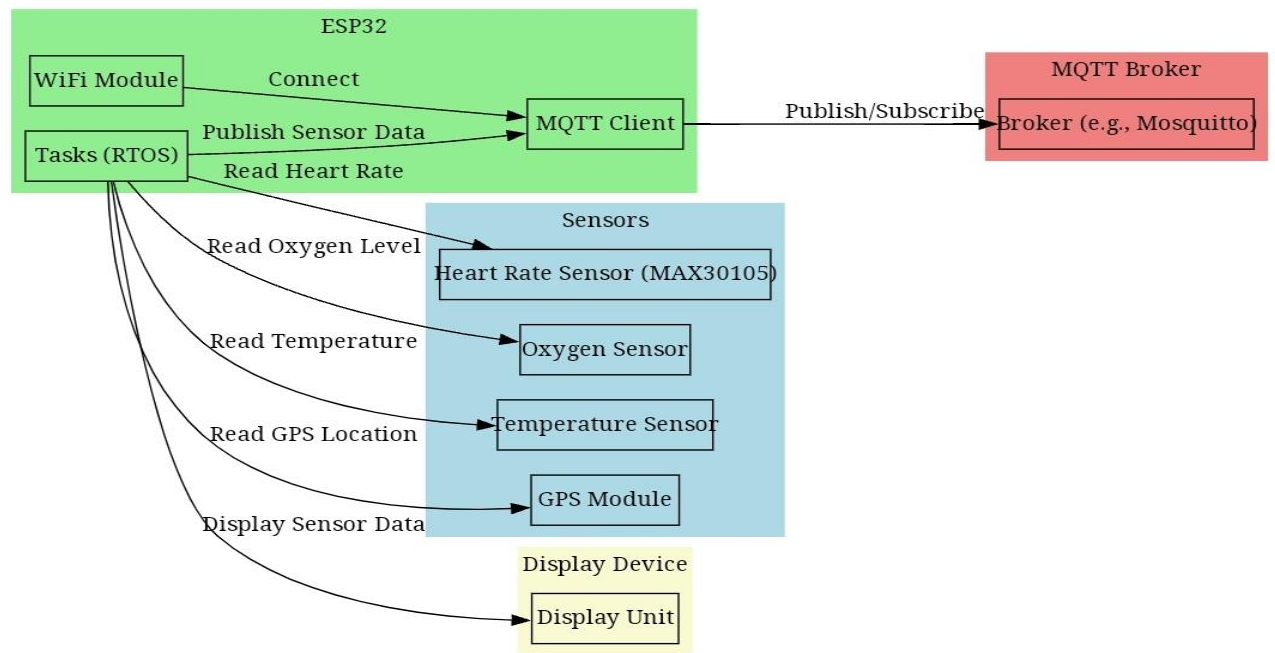 ESP32
WiFi Module
Connect
MQTT Client
Publish Sensor Data
Tasks (RTOS)
Read Heart Rate
Publish/Subscribe
MQTT Broker
Broker (e.g., Mosquitto)
Sensors
Read Oxygen Level
Heart Rate Sensor (MAX30105)
Read Temperature
Oxygen Sensor
Read GPS Location
Temperature Sensor
GPS Module
Display Sensor Data
Display Device
Display Unit